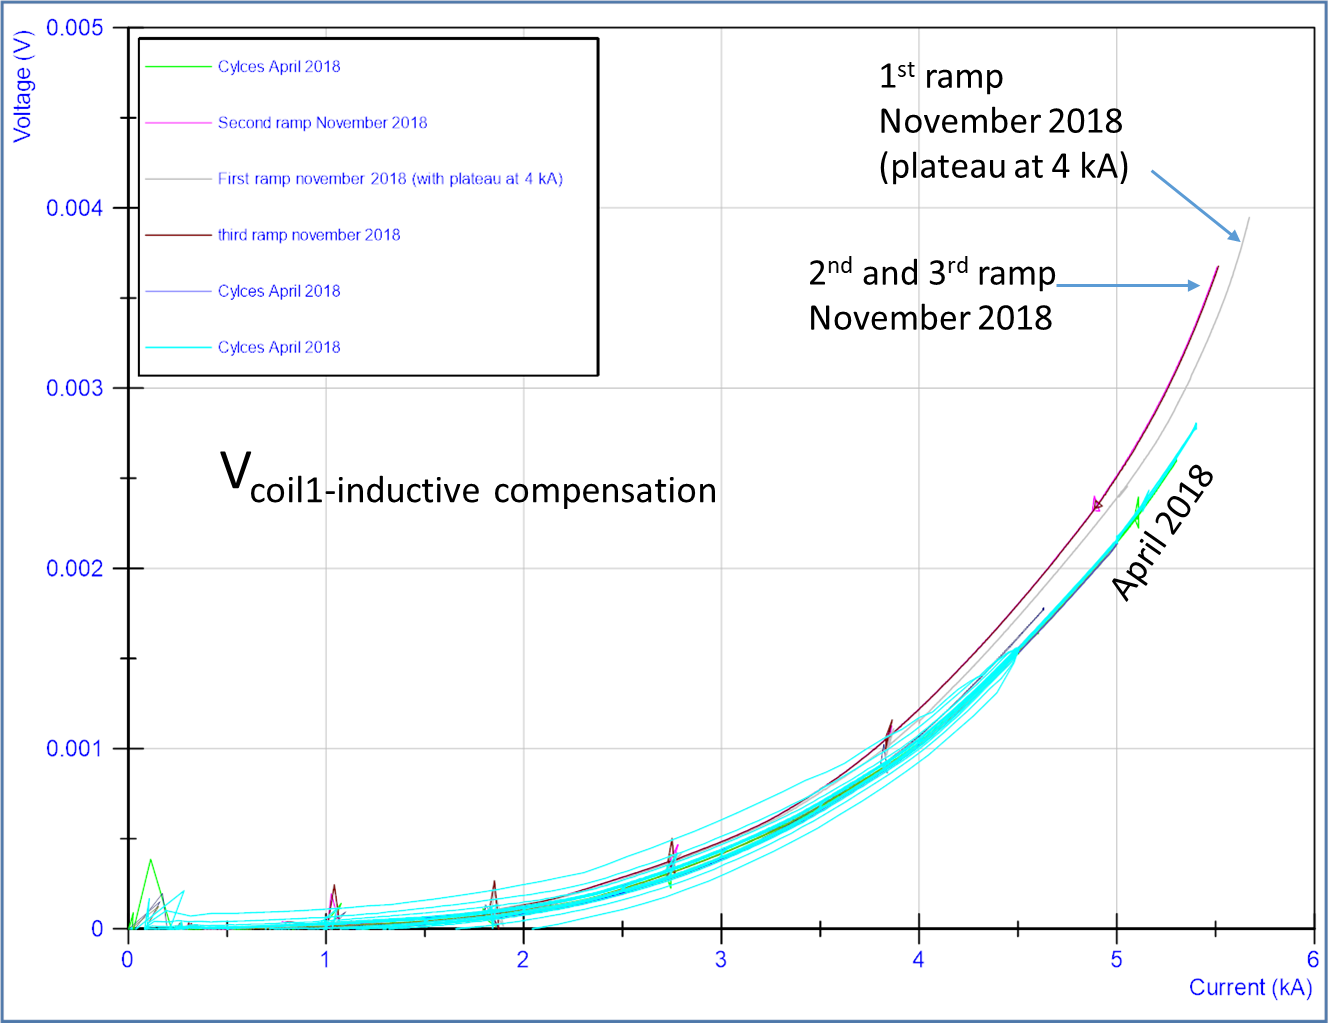 0.005
Voltage (V)
Cylces April 2018
Second ramp November 2018
First ramp november 2018 (with plateau at 4 kA)
third ramp november 2018
Cylces April 2018
Cylces April 2018
1st ramp
November 2018
(plateau at 4 kA)
0.004
2nd and 3rd ramp
November 2018
0.003
Vcoil1-inductive compensation
April 2018
0.002
0.001
0
0 1 2 3 4 5 6
Current (kA)